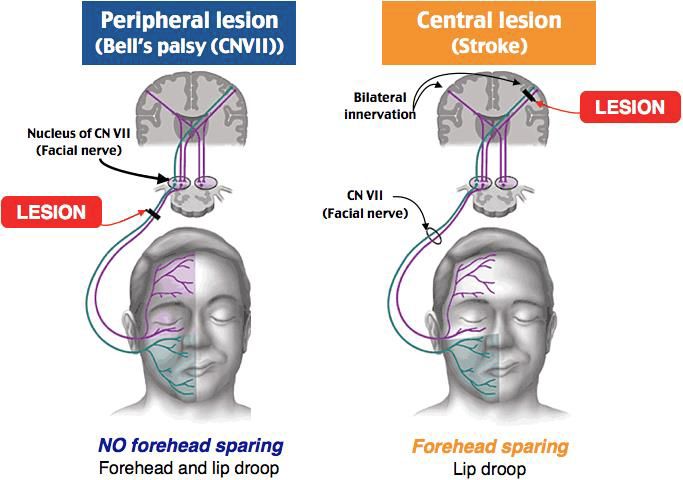 Peripheral lesion
(Bell's palsy (CNVII))
Nucleus of CN VII
(Facial nerve)
LESION
NO forehead sparing
Forehead and lip droop
Central lesion
(Stroke)
Bilateral
innervation
LESION
CN VII
(Facial nerve)
Forehead sparing
Lip droop